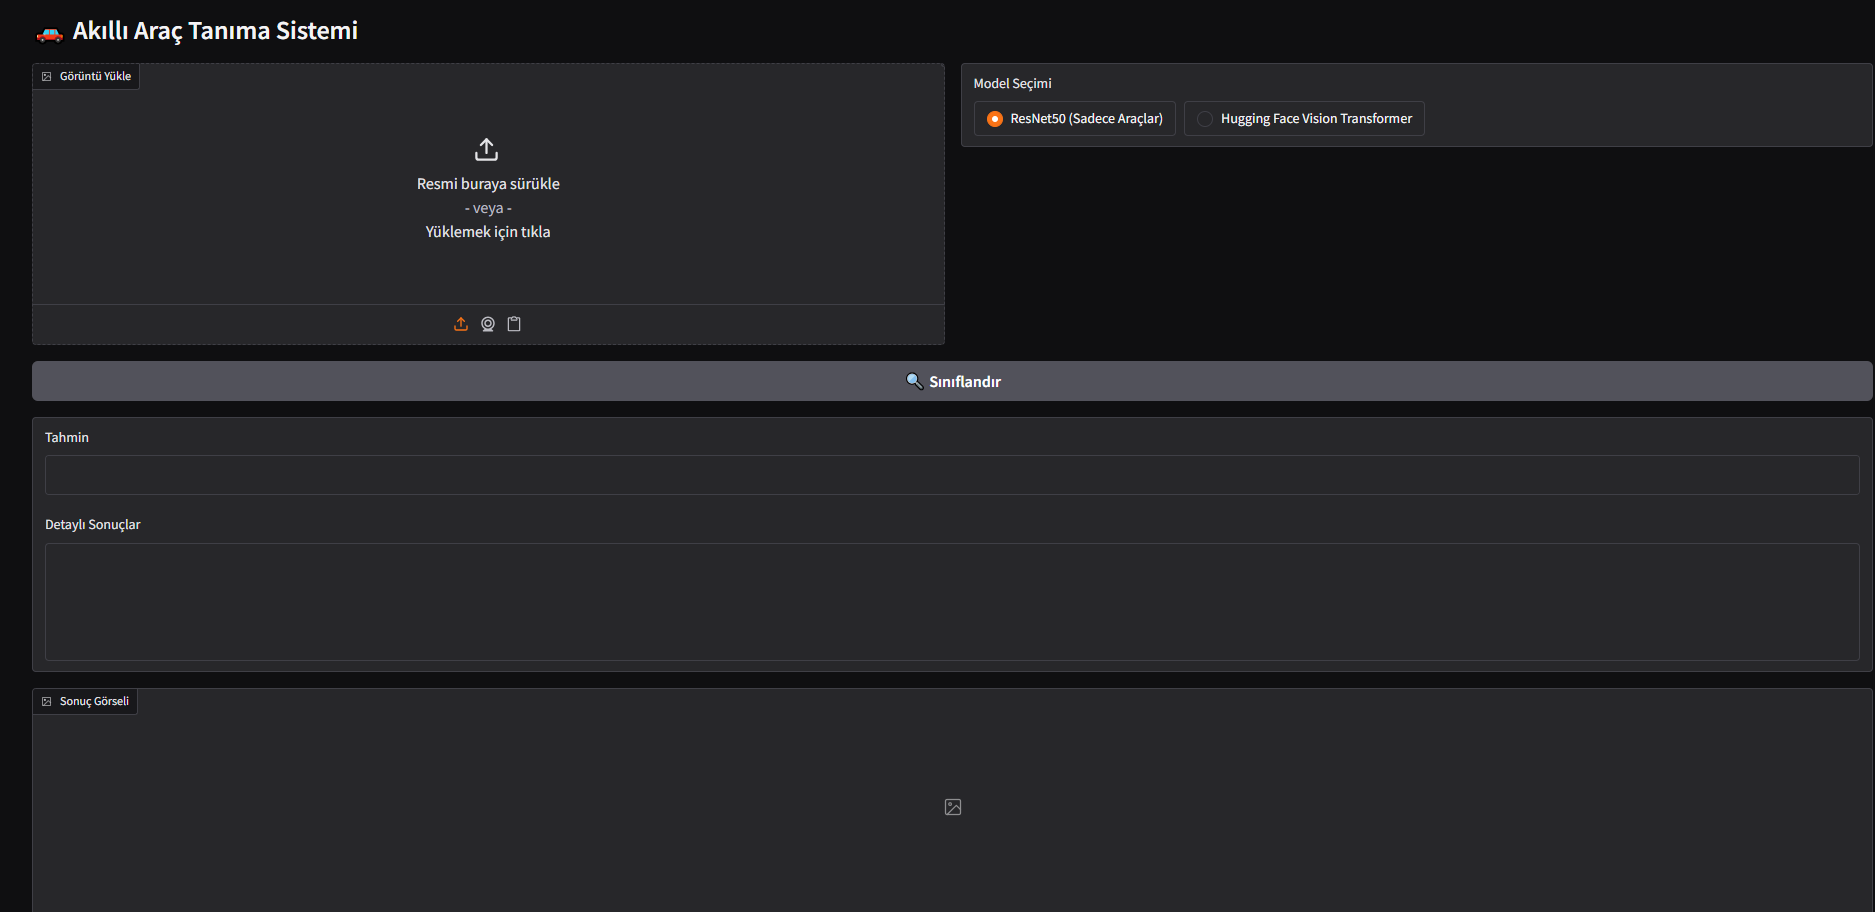 Akıllı Araç Tanıma Sistemi
Görüntü Yükle
Resmi buraya sürükle
- veya -
Yüklemek için tıkla
Model Seçimi
ResNet50 (Sadece Araçlar)
Hugging Face Vision Transformer
Sınıflandır
Tahmin
Detaylı Sonuçlar
Sonuç Görseli